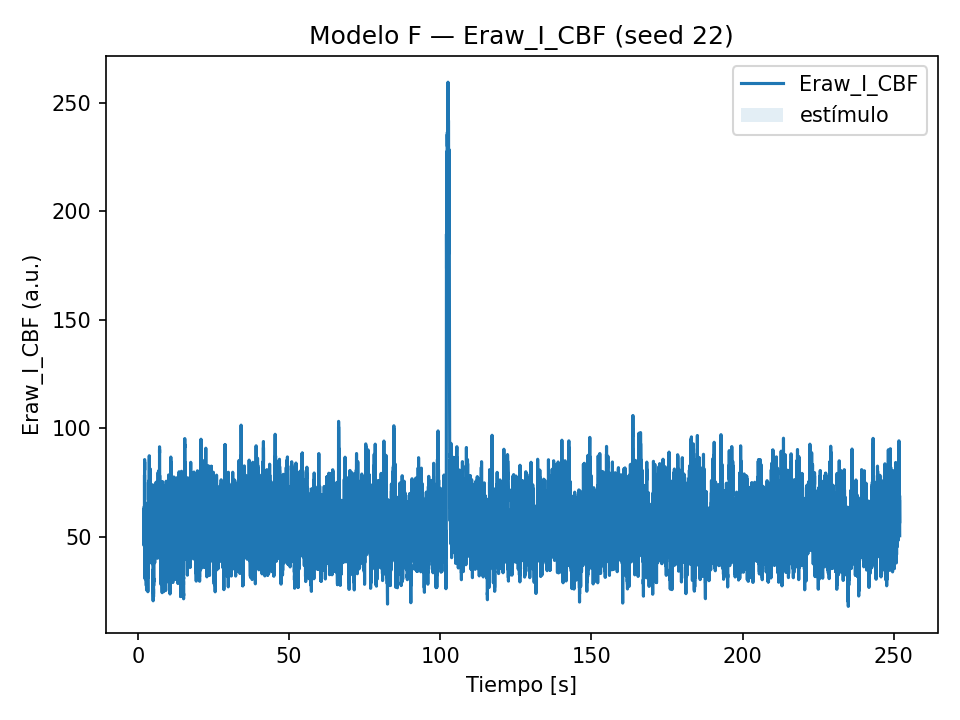 Modelo F — Eraw_I_CBF (seed 22)
Eraw_I_CBF
estímulo
Eraw_I_CBF (a.u.)
250
200
150
100
50
0 50 100 150 200 250
Tiempo [s]